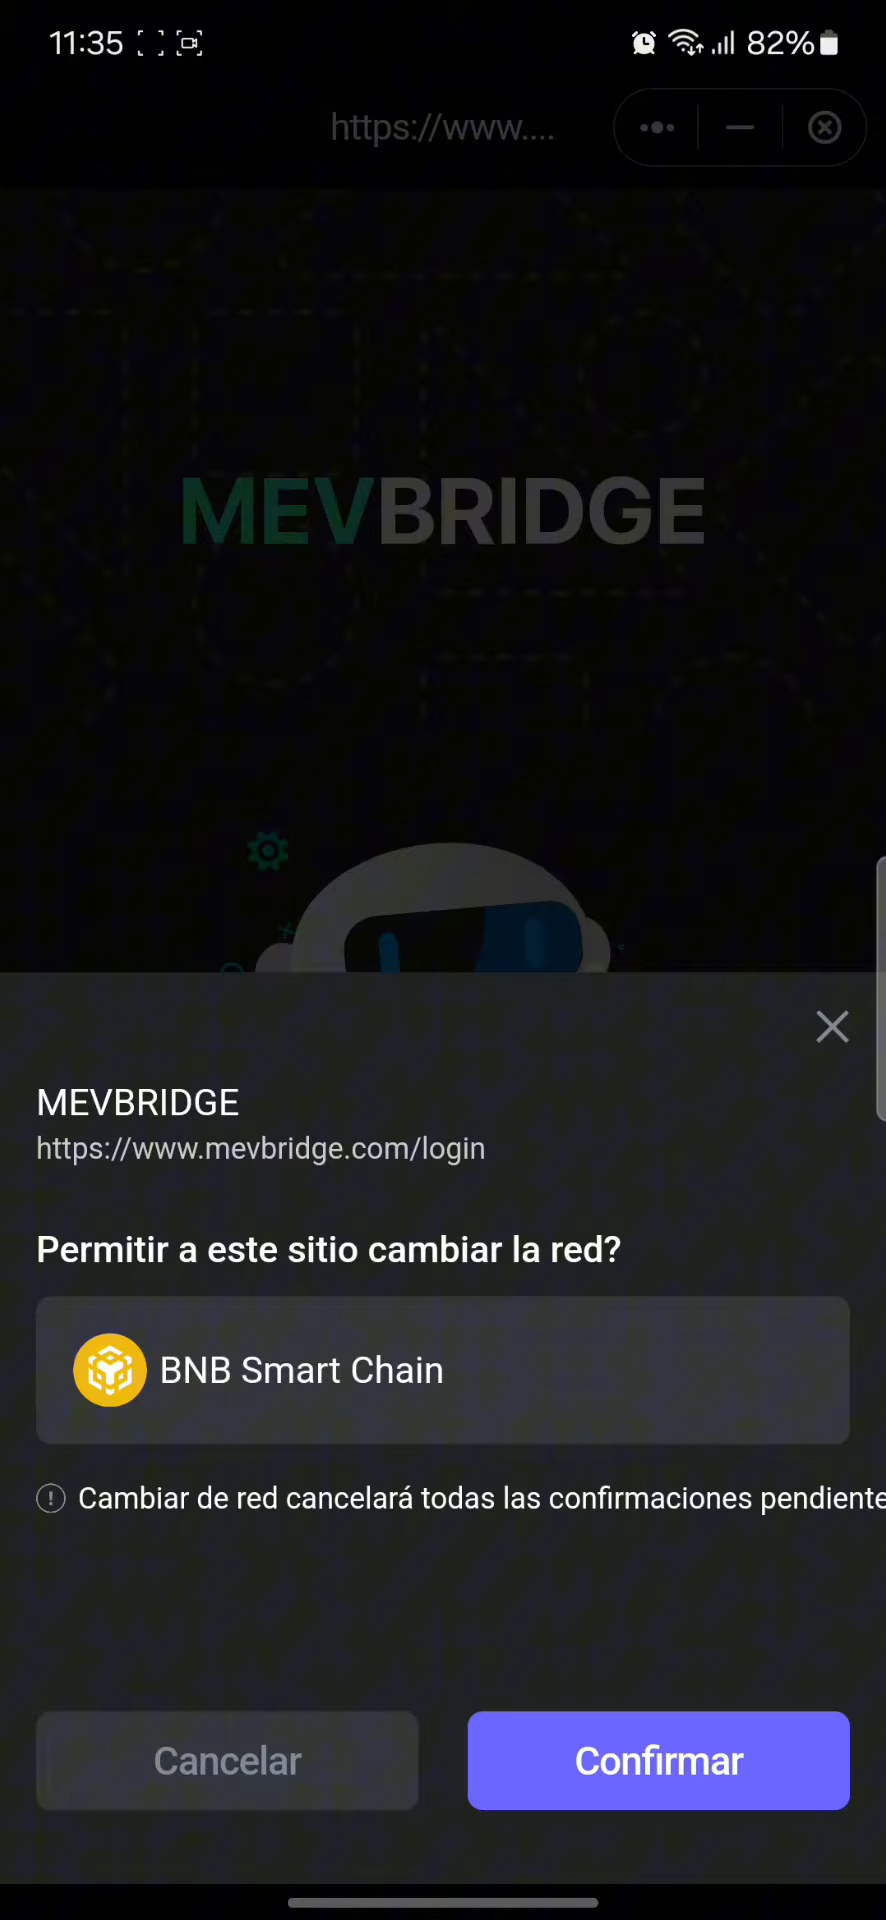 11:35
82%
https://www....
MEVBRIDGE
MEVBRIDGE
https://www.mevbridge.com/login
Permitir a este sitio cambiar la red?
BNB Smart Chain
Cambiar de red cancelará todas las confirmaciones pendiente
Cancelar
Confirmar